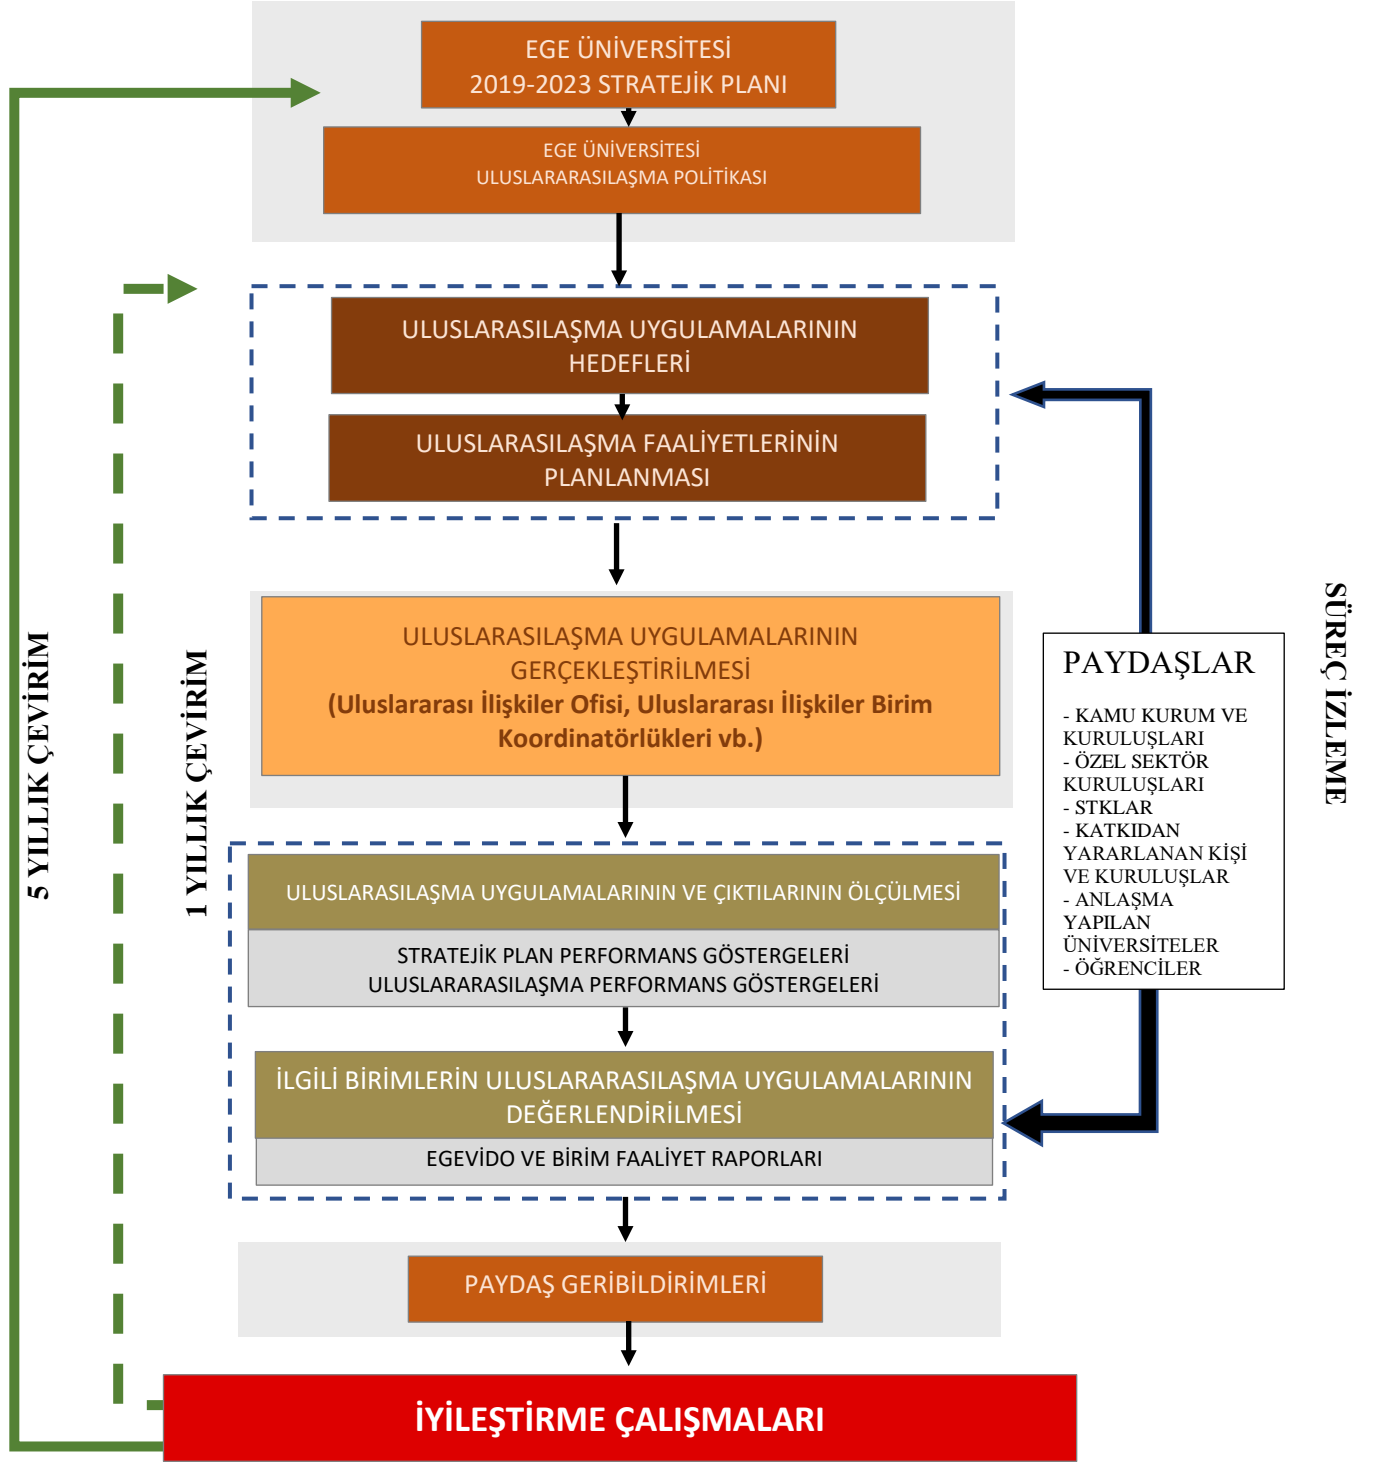 EGE ÜNİVERSİTESİ
2019-2023 STRATEJİK PLANI
EGE ÜNİVERSİTESİ
ULUSLARARASILAŞMA POLİTİKASI
ULUSLARASILAŞMA UYGULAMALARININ
HEDEFLERİ
ULUSLARASILAŞMA FAALİYETLERİNİN
PLANLANMASI
ULUSLARASILAŞMA UYGULAMALARININ
GERÇEKLEŞTİRİLMESİ
(Uluslararası İlişkiler Ofisi, Uluslararası İlişkiler Birim
Koordinatörlükleri vb.)
ULUSLARASILAŞMA UYGULAMALARININ VE ÇIKTILARININ ÖLÇÜLMESİ
STRATEJİK PLAN PERFORMANS GÖSTERGELERİ
ULUSLARARASILAŞMA PERFORMANS GÖSTERGELERİ
İLGİLİ BİRİMLERİN ULUSLARARASILAŞMA UYGULAMALARININ
DEĞERLENDİRİLMESİ
EGEVİDO VE BİRİM FAALİYET RAPORLARI
PAYDAŞ GERİBİLDİRİMLERİ
İYİLEŞTİRME ÇALIŞMALARI
5 YILLIK ÇEVİRİM
1 YILLIK ÇEVİRİM
PAYDAŞLAR
- KAMU KURUM VE
KURULUŞLARI
- ÖZEL SEKTÖR
KURULUŞLARI
- STKLAR
- KATKIDAN
YARARLANAN KİŞİ
VE KURULUŞLAR
- ANLAŞMA
YAPILAN
ÜNİVERSİTELER
- ÖĞRENCİLER
SÜREÇ İZLEME